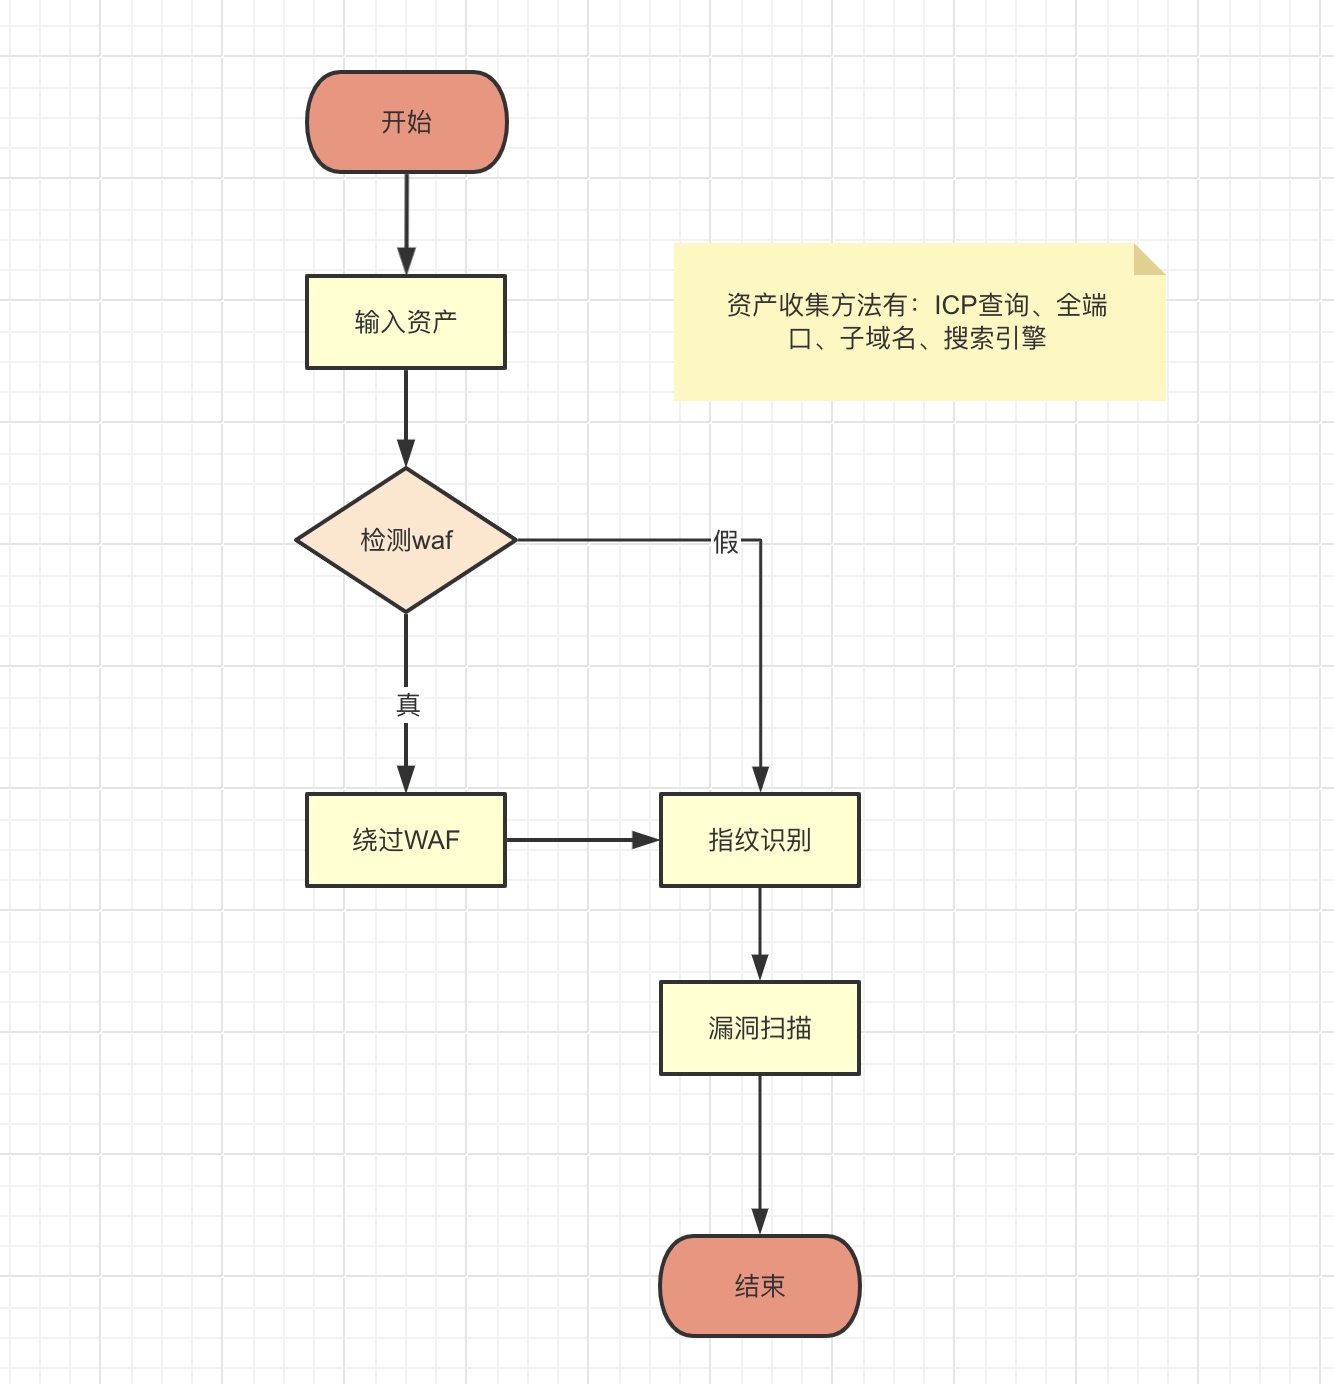 开始
输入资产
资产收集方法有：ICP查询、全端
口、子域名、搜索引擎
检测waf
假
真
绕过WAF
指纹识别
漏洞扫描
结束